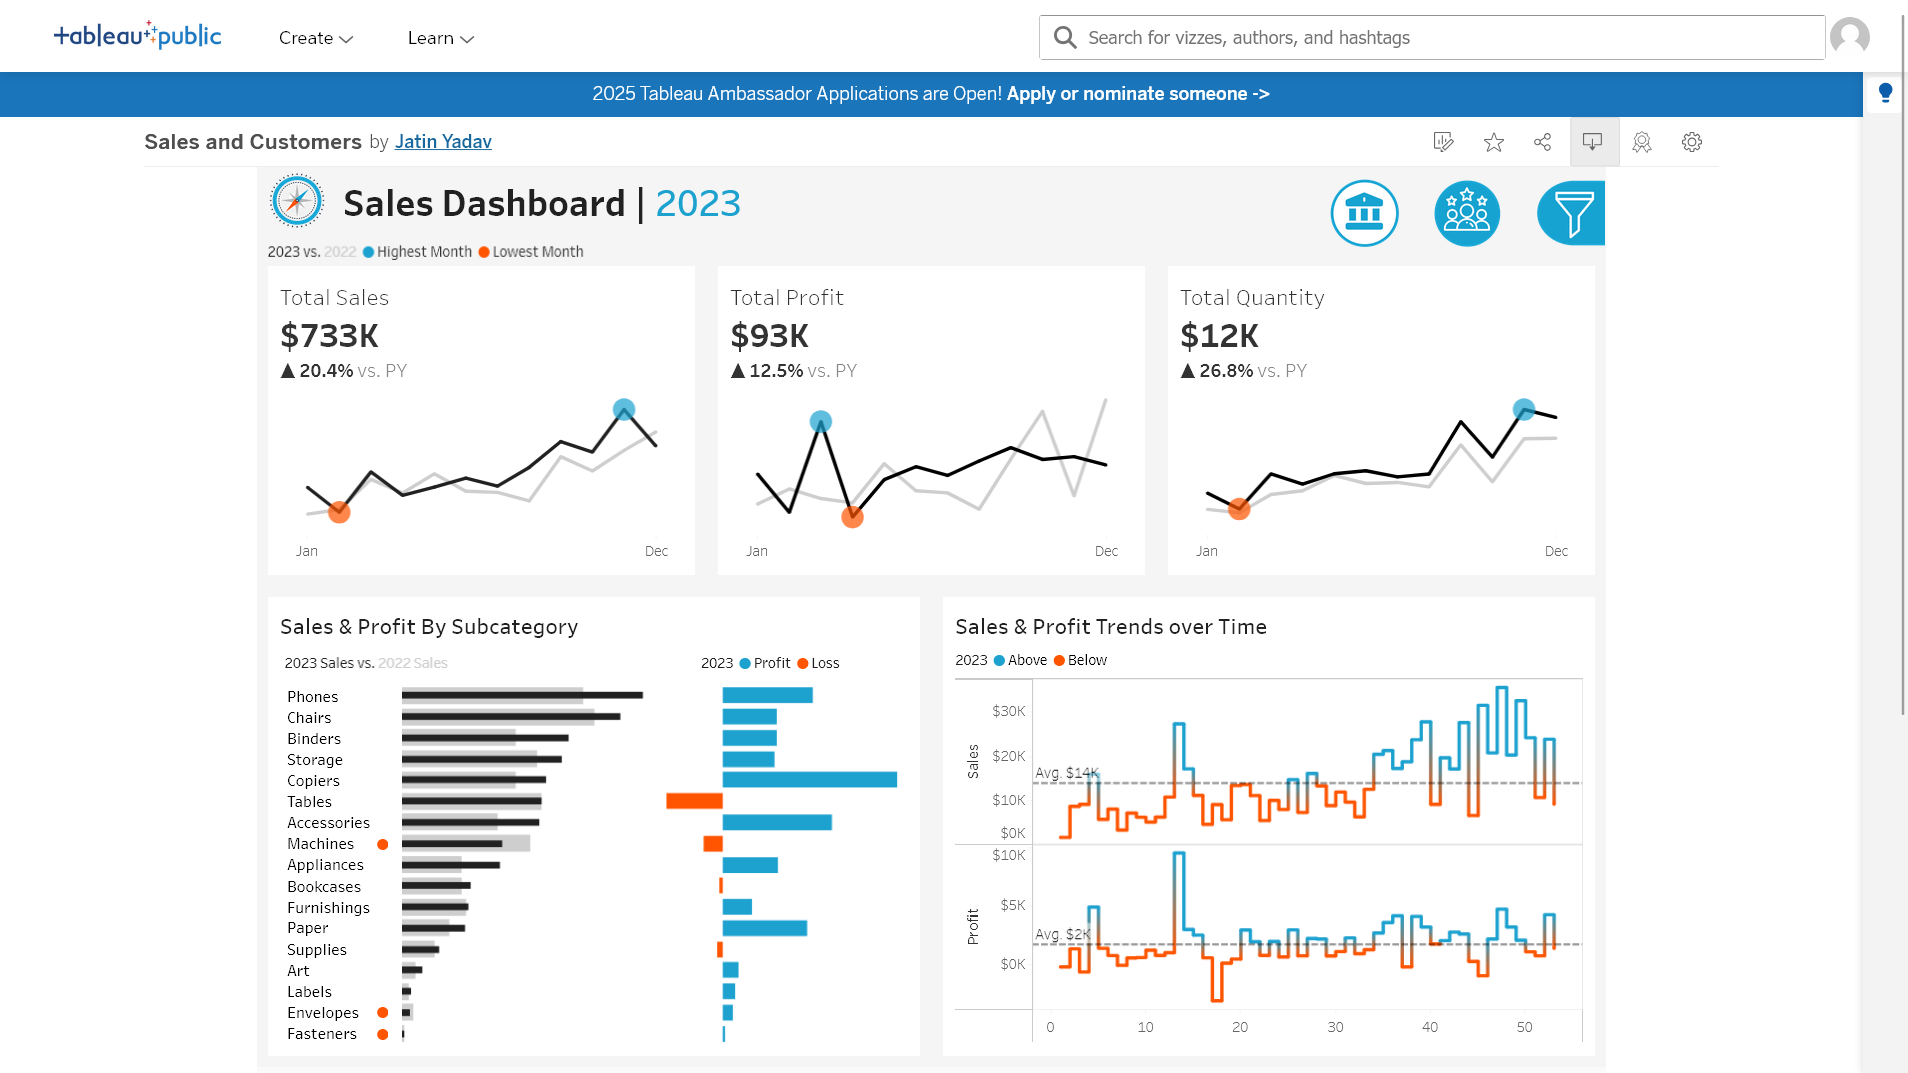 tableau public
Create
Learn
Search for vizzes, authors, and hashtags
2025 Tableau Ambassador Applications are Open! Apply or nominate someone ->
Sales and Customers by Jatin Yadav
Sales Dashboard | 2023
2023 vs. 2022 Highest Month Lowest Month
Total Sales
$733K
▲ 20.4% vs. PY
Jan Dec
Total Profit
$93K
▲ 12.5% vs. PY
Jan Dec
Total Quantity
$12K
▲ 26.8% vs. PY
Jan Dec
Sales & Profit By Subcategory
2023 Sales vs. 2022 Sales
2023 Profit Loss
Phones
Chairs
Binders
Storage
Copiers
Tables
Accessories
Machines
Appliances
Bookcases
Furnishings
Paper
Supplies
Art
Labels
Envelopes
Fasteners
Sales & Profit Trends over Time
2023 Above Below
Sales
$30K
$20K
$10K
$0K
Avg. $14K
Profit
$10K
$5K
$0K
Avg. $2K
0 10 20 30 40 50